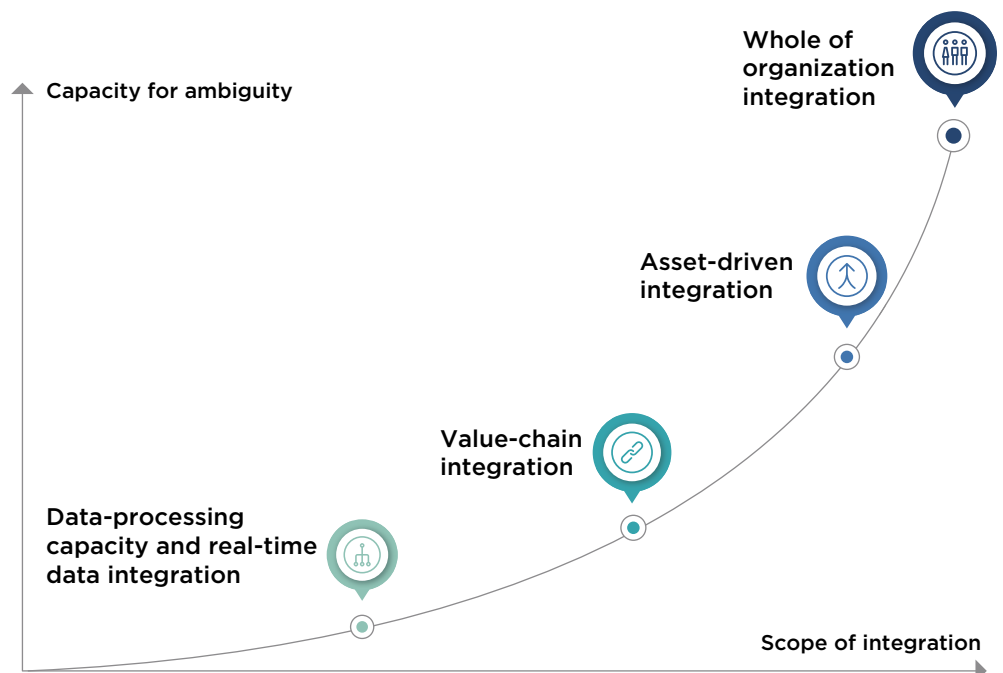 Whole of
organization
integration
Capacity for ambiguity
Asset-driven
integration
Value-chain
integration
Data-processing
capacity and real-time
data integration
Scope of integration